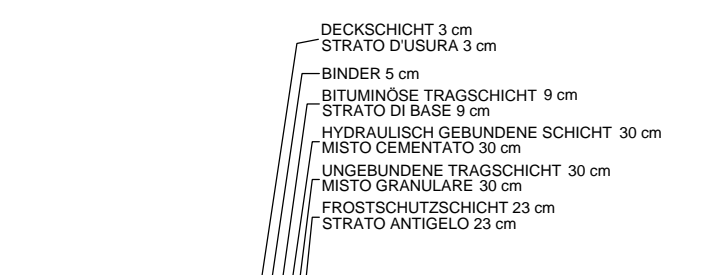 DECKSCHICHT 3 cm
STRATO D'USURA 3 cm
BINDER 5 cm
BITUMINÖSE TRAGSCHICHT 9 cm
STRATO DI BASE 9 cm
HYDRAULISCH GEBUNDENE SCHICHT 30 cm
MISTO CEMENTATO 30 cm
UNGEBUNDENE TRAGSCHICHT 30 cm
MISTO GRANULARE 30 cm
FROSTSCHUTZSCHICHT 23 cm
STRATO ANTIGELO 23 cm